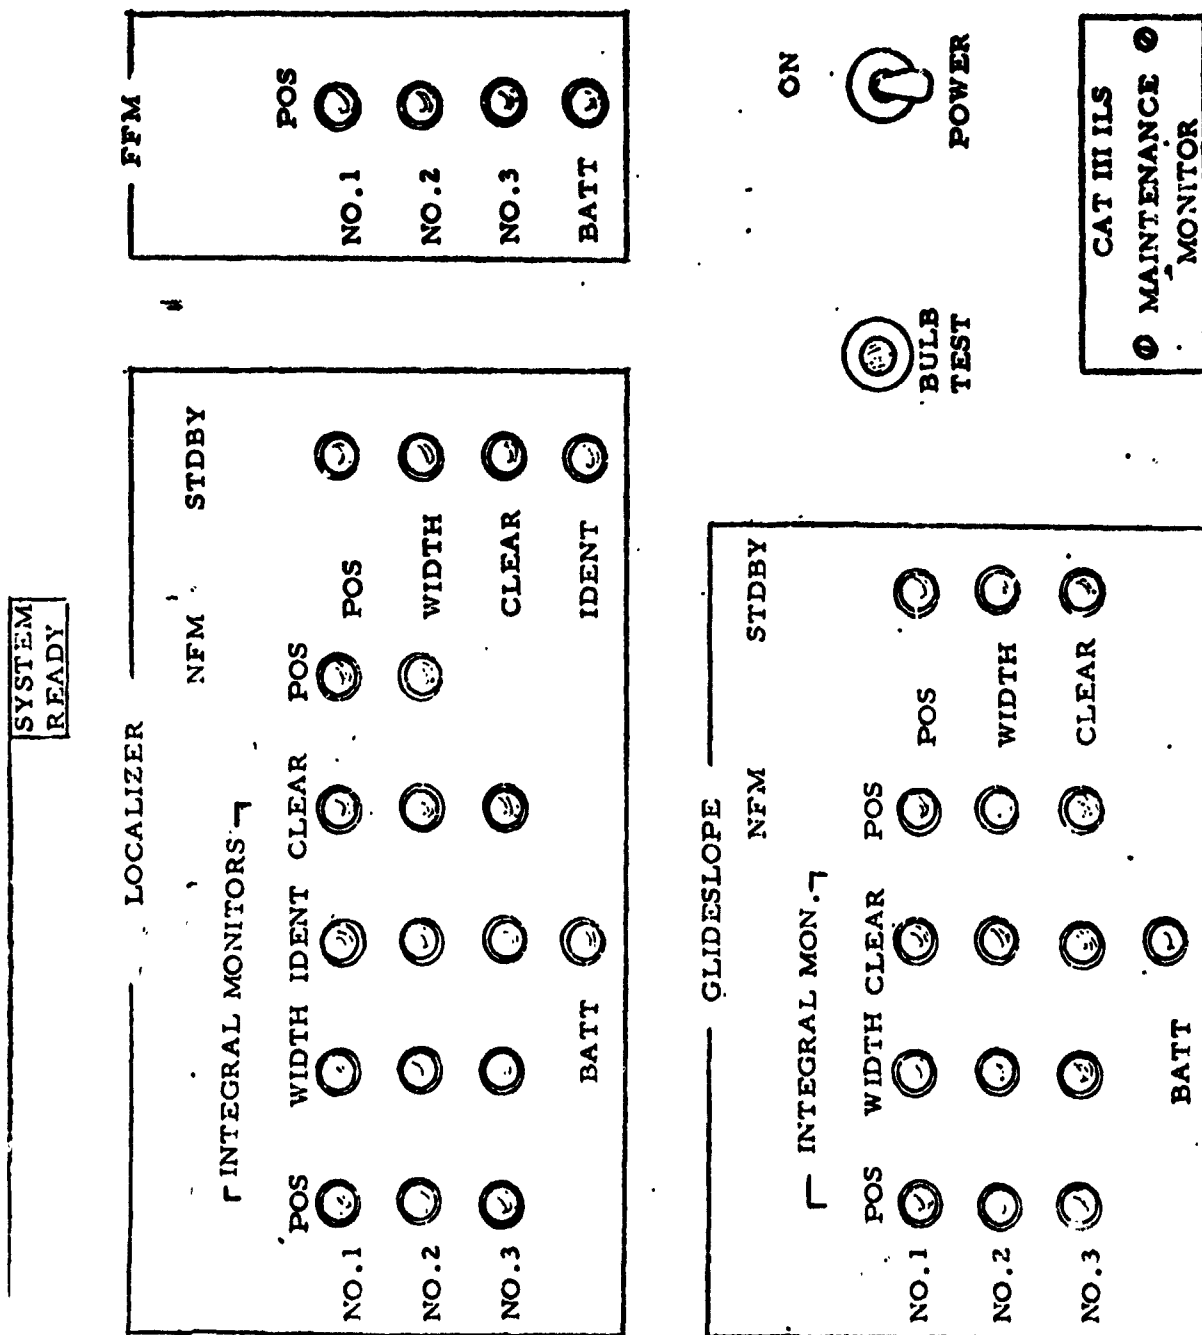 SYSTEM
READY
LOCALIZER
INTEGRAL MONITORS
NFM
STDBY
POS WIDTH IDENT CLEAR POS
NO.1
POS
NO.2
WIDTH
NO.3
CLEAR
BATT
IDENT
FFM
POS
NO.1
NO.2
NO.3
BATT
GLIDESLOPE
NFM
STDBY
INTEGRAL MON.
POS WIDTH CLEAR POS
NO.1
POS
NO.2
WIDTH
NO.3
CLEAR
BATT
ON
POWER
BULB
TEST
CAT III ILS
MAINTENANCE
MONITOR